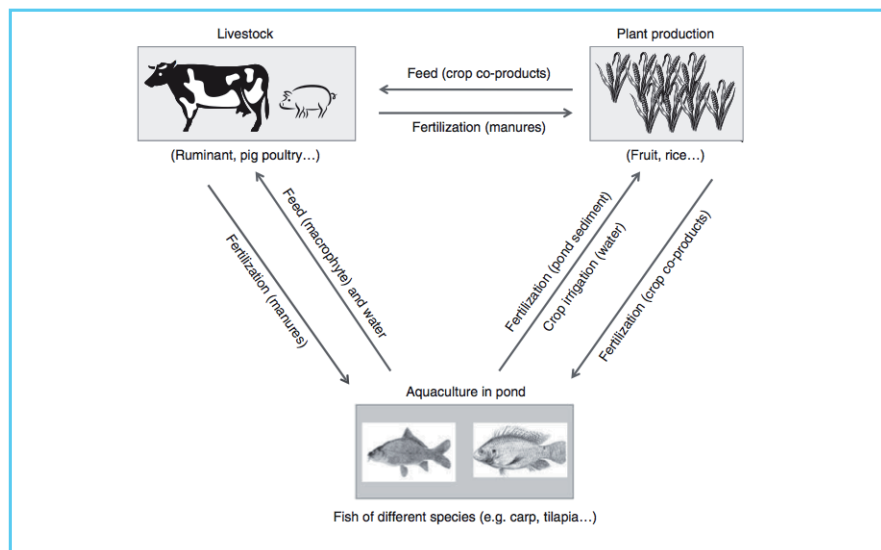 Livestock
Plant production
Feed (crop co-products)
Fertilization (manures)
(Ruminant, pig poultry…)
(Fruit, rice…)
Fertilization (manures)
Feed (macrophyte) and water
Fertilization (pond sediment)
Crop irrigation (water)
Fertilization (crop co-products)
Aquaculture in pond
Fish of different species (e.g. carp, tilapia…)